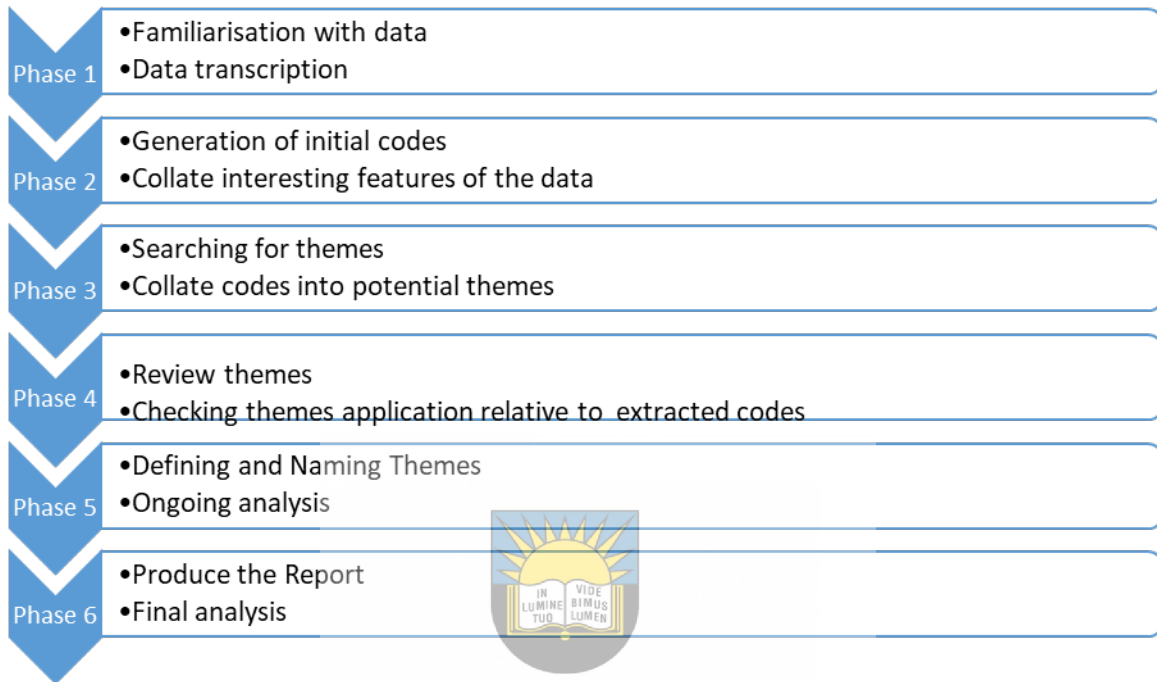 Phase 1
•Familiarisation with data
•Data transcription
Phase 2
•Generation of initial codes
•Collate interesting features of the data
Phase 3
•Searching for themes
•Collate codes into potential themes
Phase 4
•Review themes
•Checking themes application relative to extracted codes
Phase 5
•Defining and Naming Themes
•Ongoing analysis
Phase 6
•Produce the Report
•Final analysis
IN
LUMINE
TUO
VIDE
BIMUS
LUMEN